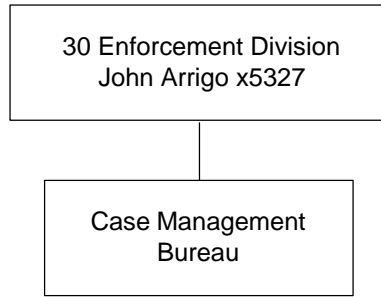 30 Enforcement Division
John Arrigo x5327
Case Management
Bureau